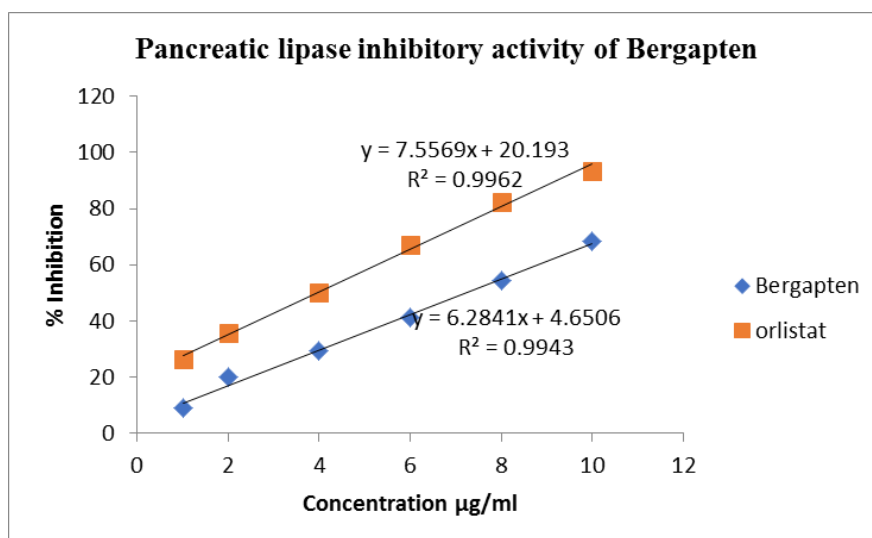 Pancreatic lipase inhibitory activity of Bergapten
120
100
80
60
40
20
0
% Inhibition
y = 7.5569x + 20.193
R² = 0.9962
y = 6.2841x + 4.6506
R² = 0.9943
Bergapten
orlistat
0 2 4 6 8 10 12
Concentration µg/ml